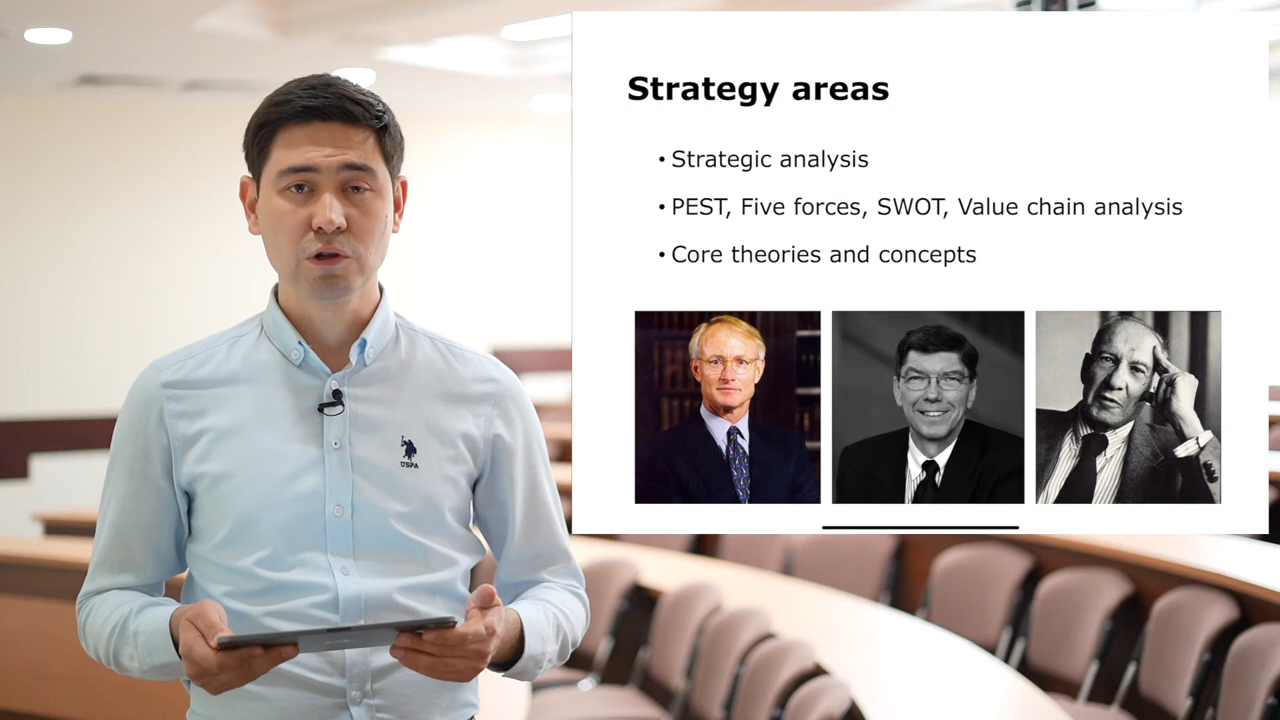 Strategy areas
• Strategic analysis
• PEST, Five forces, SWOT, Value chain analysis
• Core theories and concepts
USPA